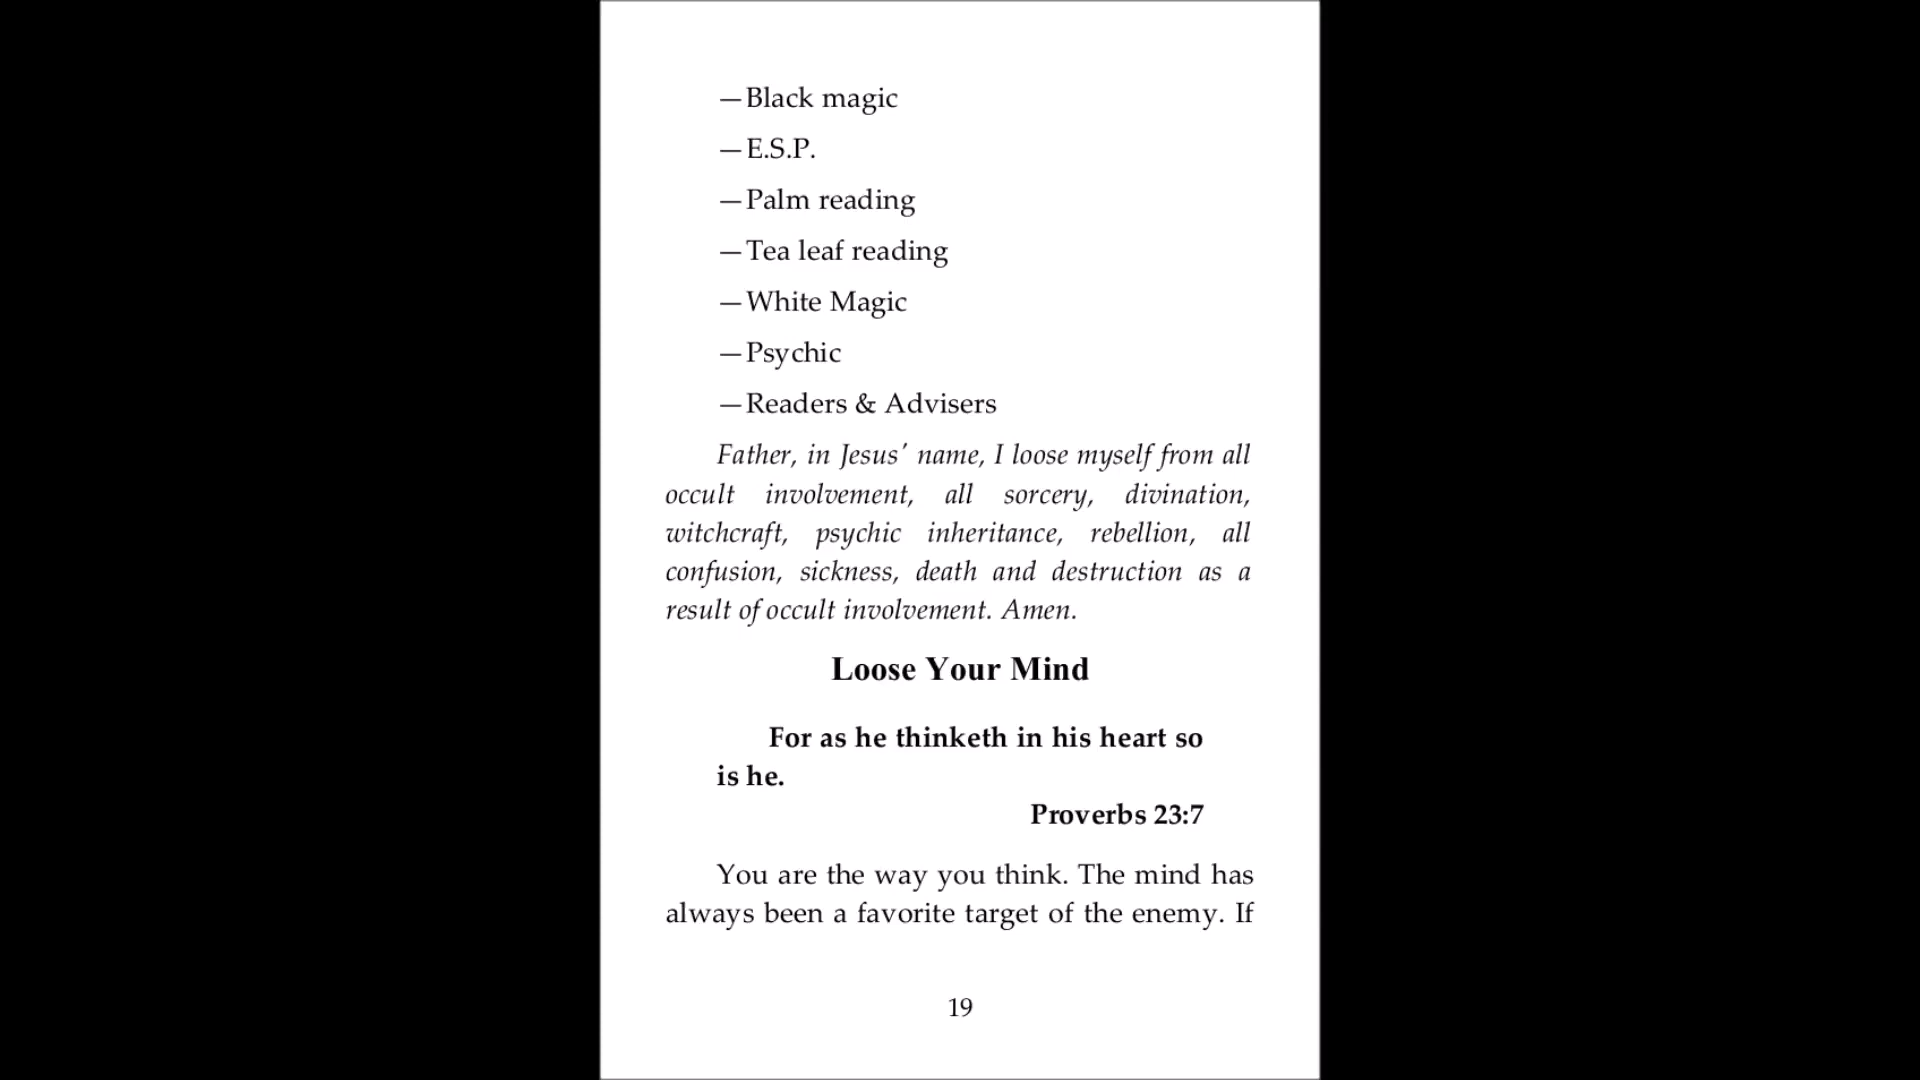 —Black magic
—E.S.P.
—Palm reading
—Tea leaf reading
—White Magic
—Psychic
—Readers & Advisers
Father, in Jesus' name, I loose myself from all
occult involvement, all sorcery, divination,
witchcraft, psychic inheritance, rebellion, all
confusion, sickness, death and destruction as a
result of occult involvement. Amen.
Loose Your Mind
For as he thinketh in his heart so
is he.
Proverbs 23:7
You are the way you think. The mind has
always been a favorite target of the enemy. If
19